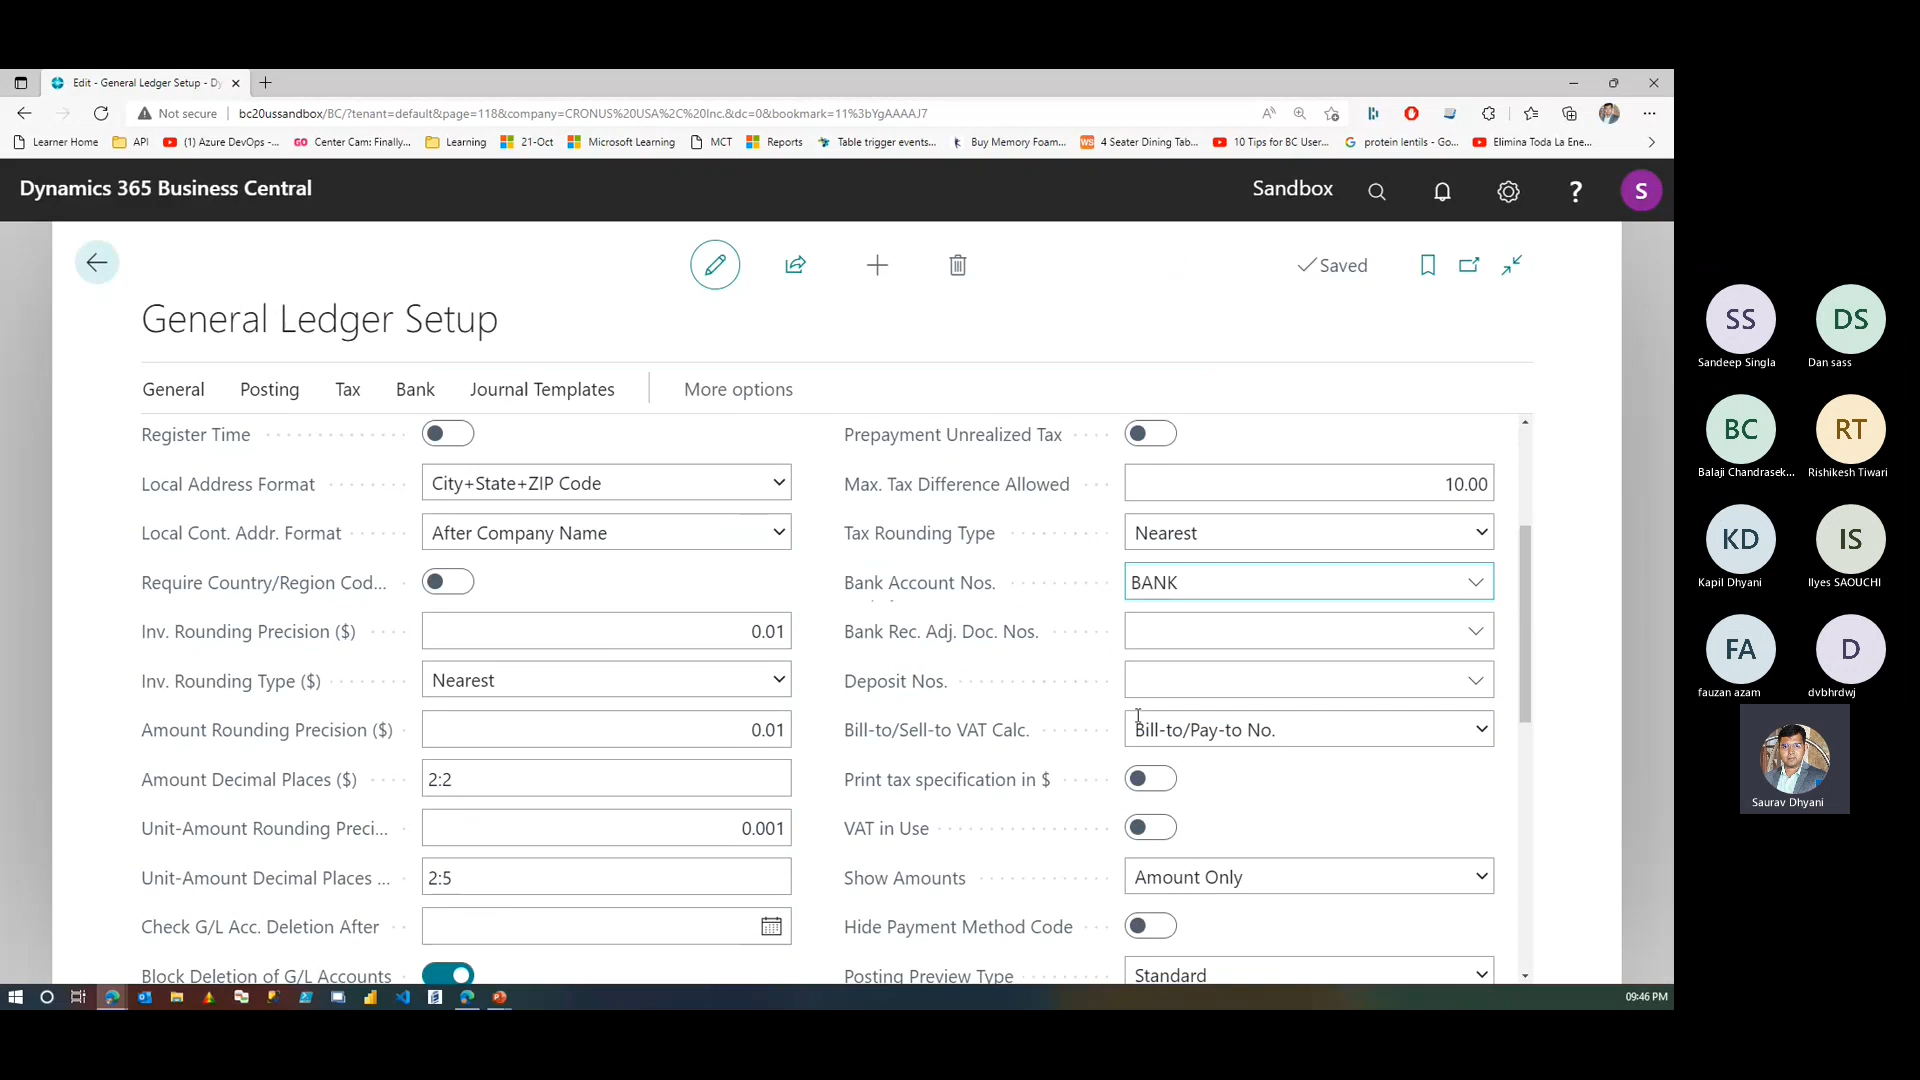 Edit - General Ledger Setup - Dy
Not secure
bc20ussandbox/BC/?tenant=default&page=118&company=CRONUS%20USA%2C%20Inc.&dc=0&bookmark=11%3bYgAAAAJ7
Learner Home
API
(1) Azure DevOps -...
GO Center Cam: Finally...
Learning
21-Oct
Microsoft Learning
MCT
Reports
Table trigger events...
Buy Memory Foam...
WS 4 Seater Dining Tab...
10 Tips for BC User...
protein lentils - Go...
Elimina Toda La Ene...
Dynamics 365 Business Central
Sandbox
?
S
Saved
General Ledger Setup
General
Posting
Tax
Bank
Journal Templates
More options
Register Time
Prepayment Unrealized Tax
Local Address Format
City+State+ZIP Code
Max. Tax Difference Allowed
10.00
Local Cont. Addr. Format
After Company Name
Tax Rounding Type
Nearest
Require Country/Region Cod...
Bank Account Nos.
BANK
Inv. Rounding Precision ($)
0.01
Bank Rec. Adj. Doc. Nos.
Inv. Rounding Type ($)
Nearest
Deposit Nos.
Amount Rounding Precision ($)
0.01
Bill-to/Sell-to VAT Calc.
Bill-to/Pay-to No.
Amount Decimal Places ($)
2:2
Print tax specification in $
Unit-Amount Rounding Preci...
0.001
VAT in Use
Unit-Amount Decimal Places ...
2:5
Show Amounts
Amount Only
Check G/L Acc. Deletion After
Hide Payment Method Code
Block Deletion of G/L Accounts
Posting Preview Type
Standard
09:46 PM
SS
Sandeep Singla
DS
Dan sass
BC
Balaji Chandrasek...
RT
Rishikesh Tiwari
KD
Kapil Dhyani
IS
Ilyes SAOUCHI
FA
fauzan azam
D
dvbhrdwj
Saurav Dhyani